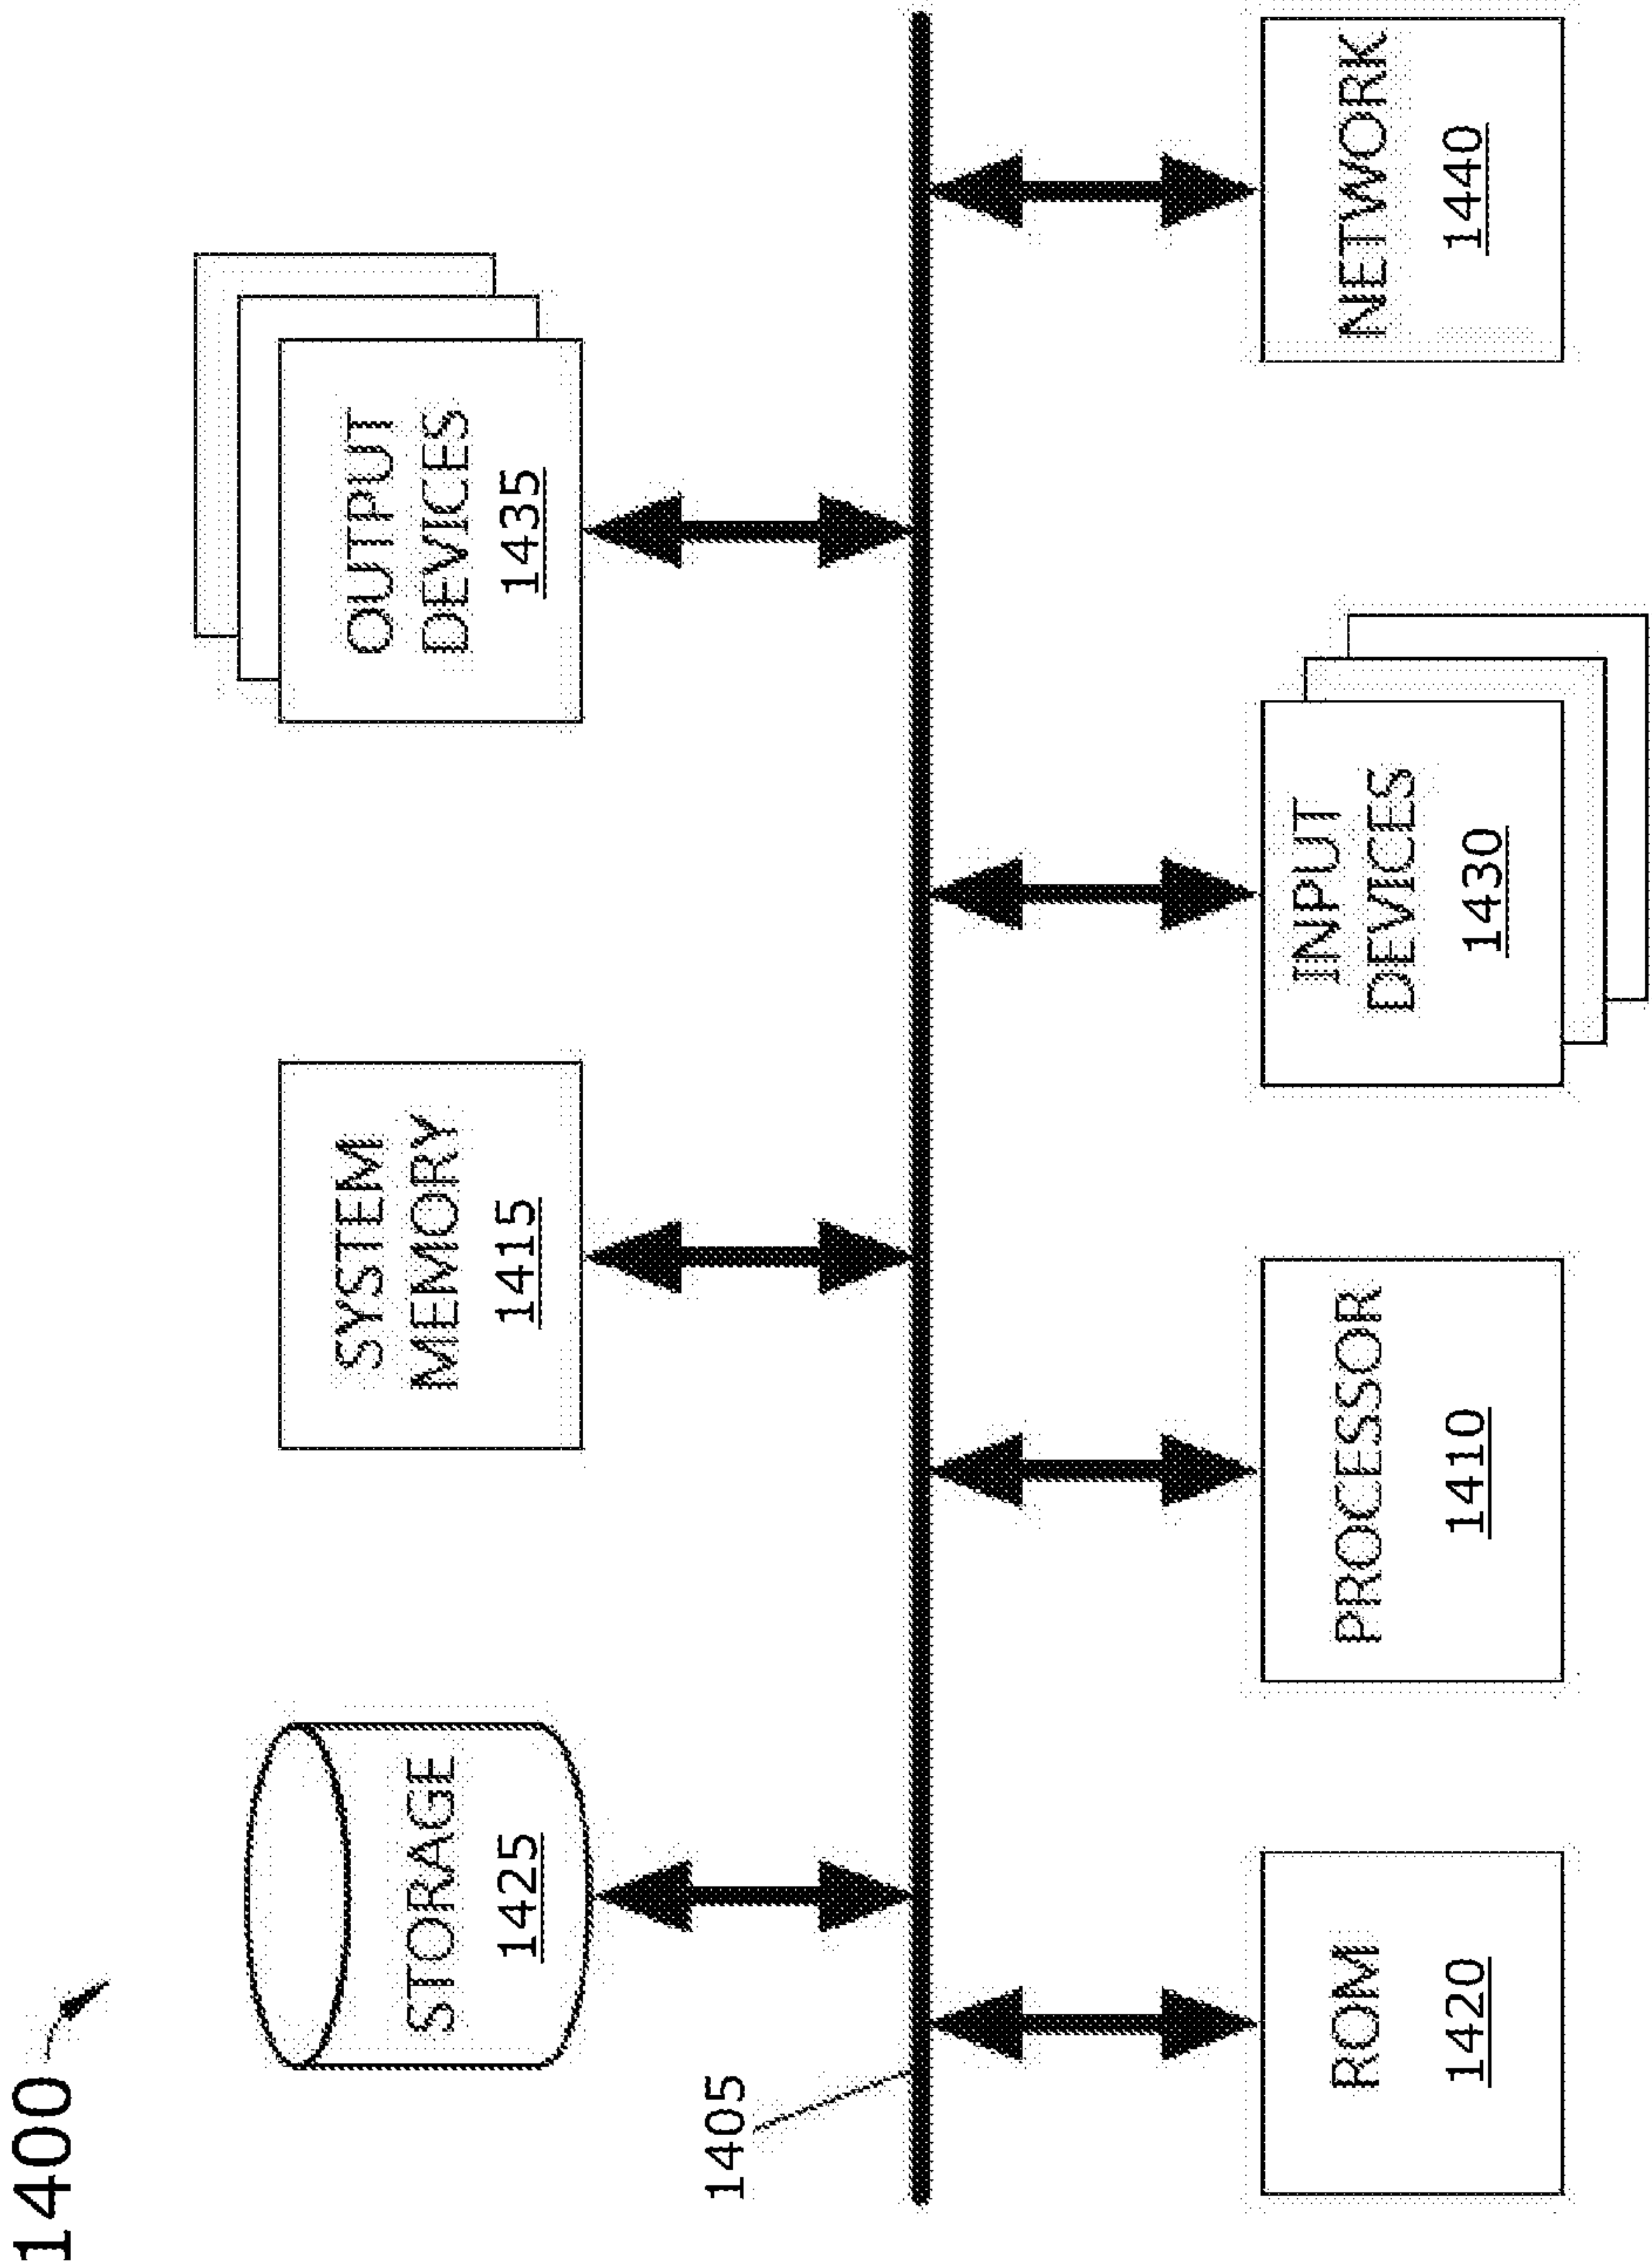 1400
STORAGE
1425
SYSTEM
MEMORY
1415
OUTPUT
DEVICES
1435
1405
ROM
1420
PROCESSOR
1410
INPUT
DEVICES
1430
NETWORK
1440